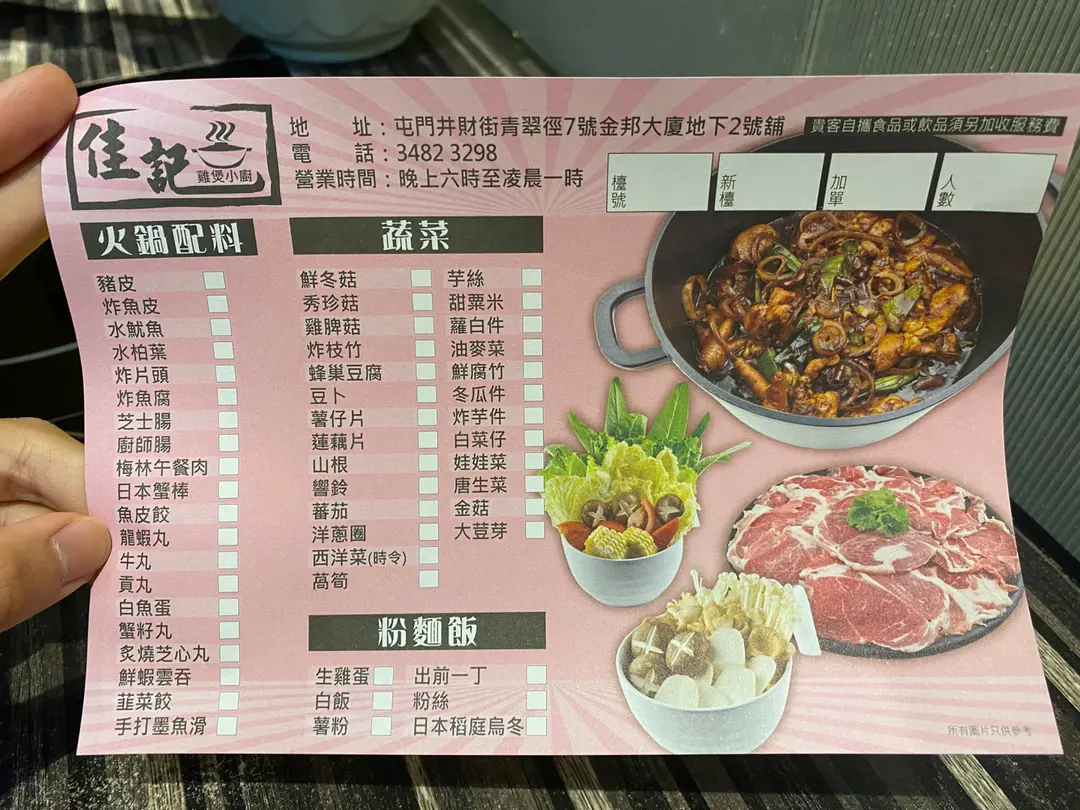 佳記
雞煲小廚
地 址：屯門井財街青翠徑7號金邦大廈地下2號舖
電 話：3482 3298
營業時間：晚上六時至凌晨一時
貴客自攜食品或飲品須另加收服務費
檯號
新檯
加單
人數
火鍋配料
豬皮
炸魚皮
水魷魚
水柏葉
炸片頭
炸魚腐
芝士腸
廚師腸
梅林午餐肉
日本蟹棒
魚皮餃
龍蝦丸
牛丸
貢丸
白魚蛋
蟹籽丸
炙燒芝心丸
鮮蝦雲吞
韮菜餃
手打墨魚滑
蔬菜
鮮冬菇
秀珍菇
雞脾菇
炸枝竹
蜂巢豆腐
豆卜
薯仔片
蓮藕片
山根
響鈴
蕃茄
洋蔥圈
西洋菜(時令)
萵筍
芋絲
甜粟米
蘿白件
油麥菜
鮮腐竹
冬瓜件
炸芋件
白菜仔
娃娃菜
唐生菜
金菇
大荳芽
粉麵飯
生雞蛋
白飯
薯粉
出前一丁
粉絲
日本稻庭烏冬
所有圖片只供參考